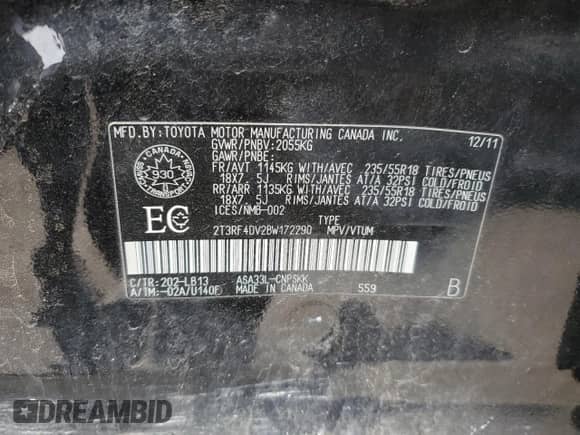 MFD.BY: TOYOTA MOTOR MANUFACTURING CANADA INC. 12/11
GVWR/PNBV: 2055KG
GAWR/PNBE:
FR/AVT 1145KG WITH/AVEC 235/55R18 TIRES/PNEUS
18X7.5J RIMS/JANTES AT/A 32PSI COLD/FROID
RR/ARR 1135KG WITH/AVEC 235/55R18 TIRES/PNEUS
18X7.5J RIMS/JANTES AT/A 32PSI COLD/FROID
ICES/NMB-002
TYPE
2T3RF4DV2BW172290 MPV/VTUM
CANADA
930
TRANSPORT
EC
C/TR: 202-LB13 ASA33L-CNPSKK
A/TM: -02A/U140F MADE IN CANADA 559 B
DREAMBID